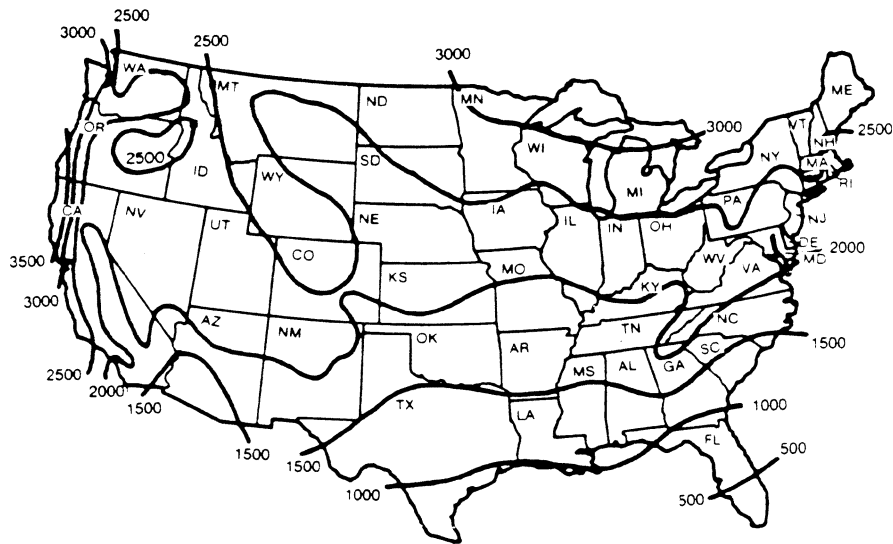 2500
3000
2500
3000
WA
MT
ND
MN
ME
VT
NH
2500
3000
OR
WI
NY
MA
2500
SD
ID
WY
MI
RI
PA
CA
NV
UT
NE
IA
IL
IN
OH
NJ
DE
2000
MD
CO
WV
VA
3500
KS
MO
KY
3000
AZ
NM
OK
TN
NC
1500
AR
SC
MS
AL
GA
2500
2000
1500
TX
LA
1000
FL
1500
1500
500
1000
500